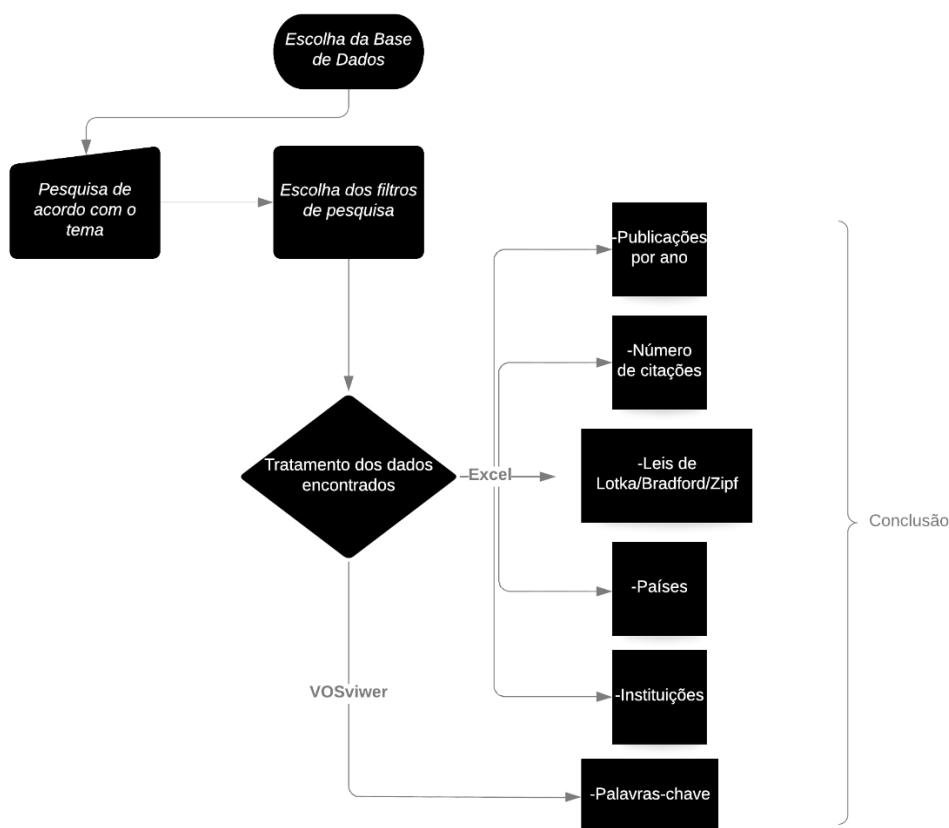 Escolha da Base
de Dados
Pesquisa de
acordo com o
tema
Escolha dos filtros
de pesquisa
-Publicações
por ano
-Número
de citações
Tratamento dos dados
encontrados
Excel
-Leis de
Lotka/Bradford/Zipf
Conclusão
-Países
-Instituições
VOSviwer
-Palavras-chave